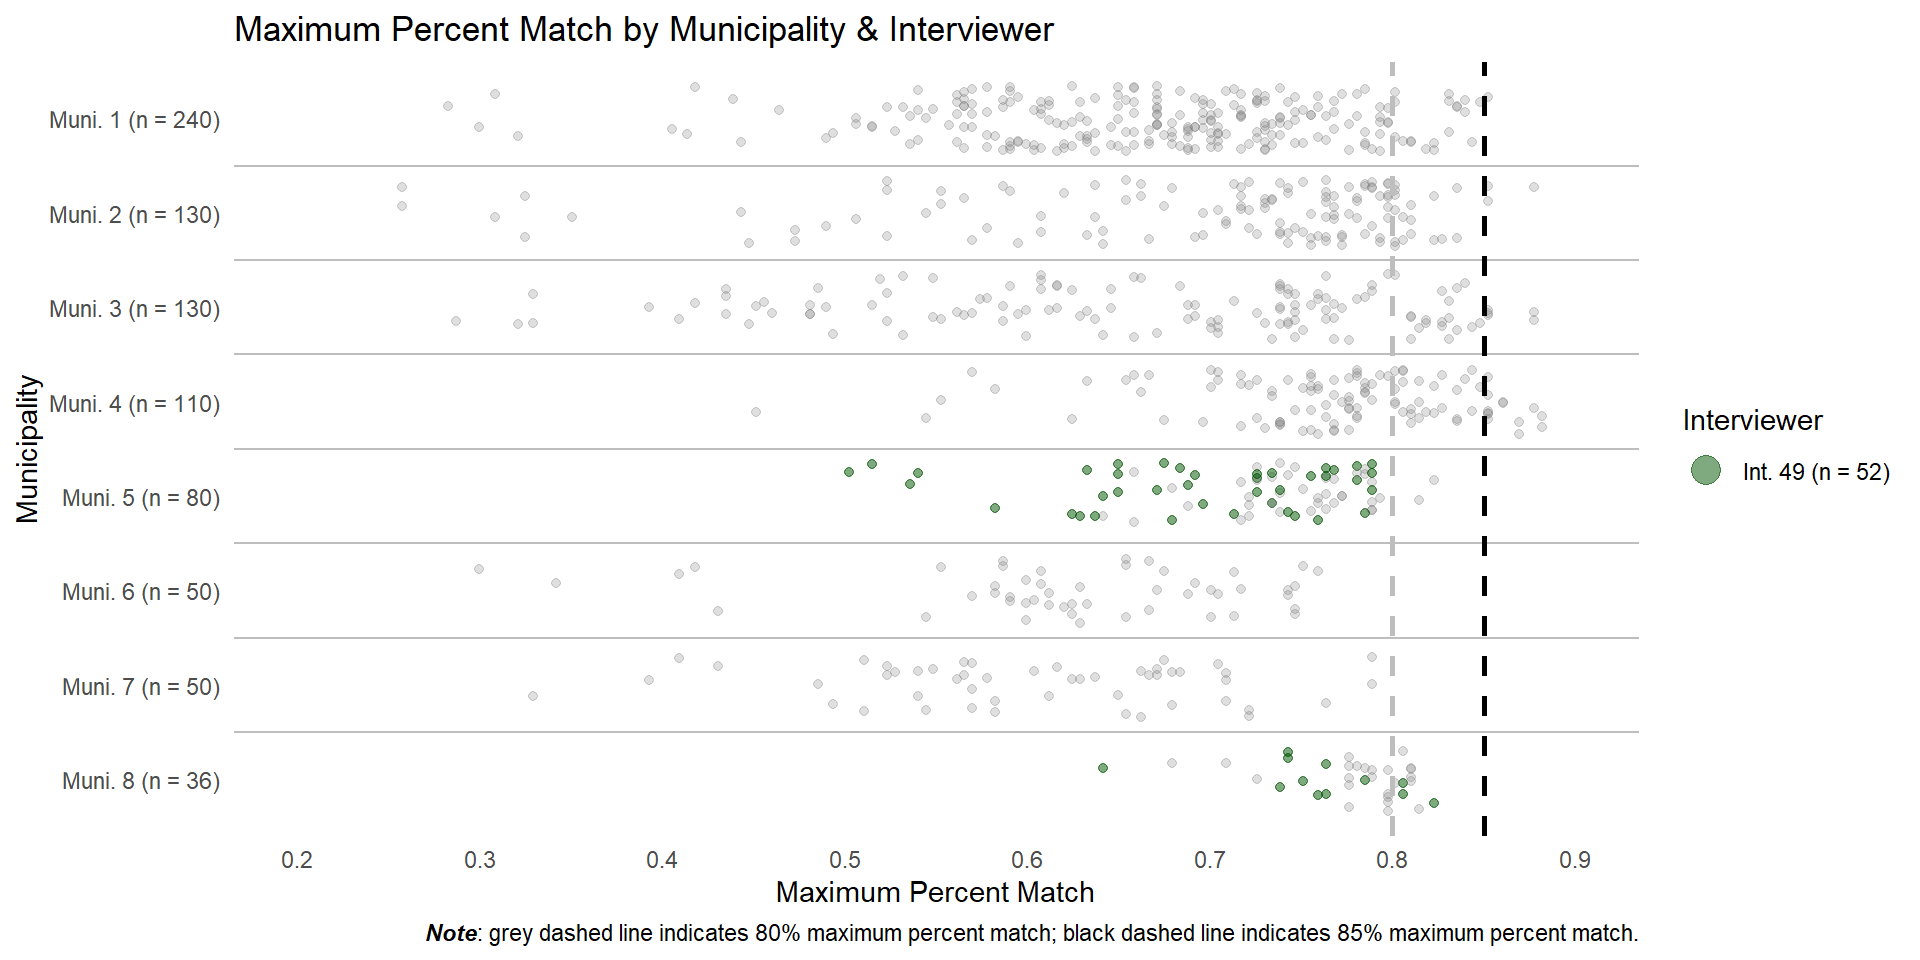 Maximum Percent Match by Municipality & Interviewer
Municipality
Muni. 1 (n = 240)
Muni. 2 (n = 130)
Muni. 3 (n = 130)
Muni. 4 (n = 110)
Muni. 5 (n = 80)
Muni. 6 (n = 50)
Muni. 7 (n = 50)
Muni. 8 (n = 36)
Interviewer
Int. 49 (n = 52)
0.2 0.3 0.4 0.5 0.6 0.7 0.8 0.9
Maximum Percent Match
Note: grey dashed line indicates 80% maximum percent match; black dashed line indicates 85% maximum percent match.